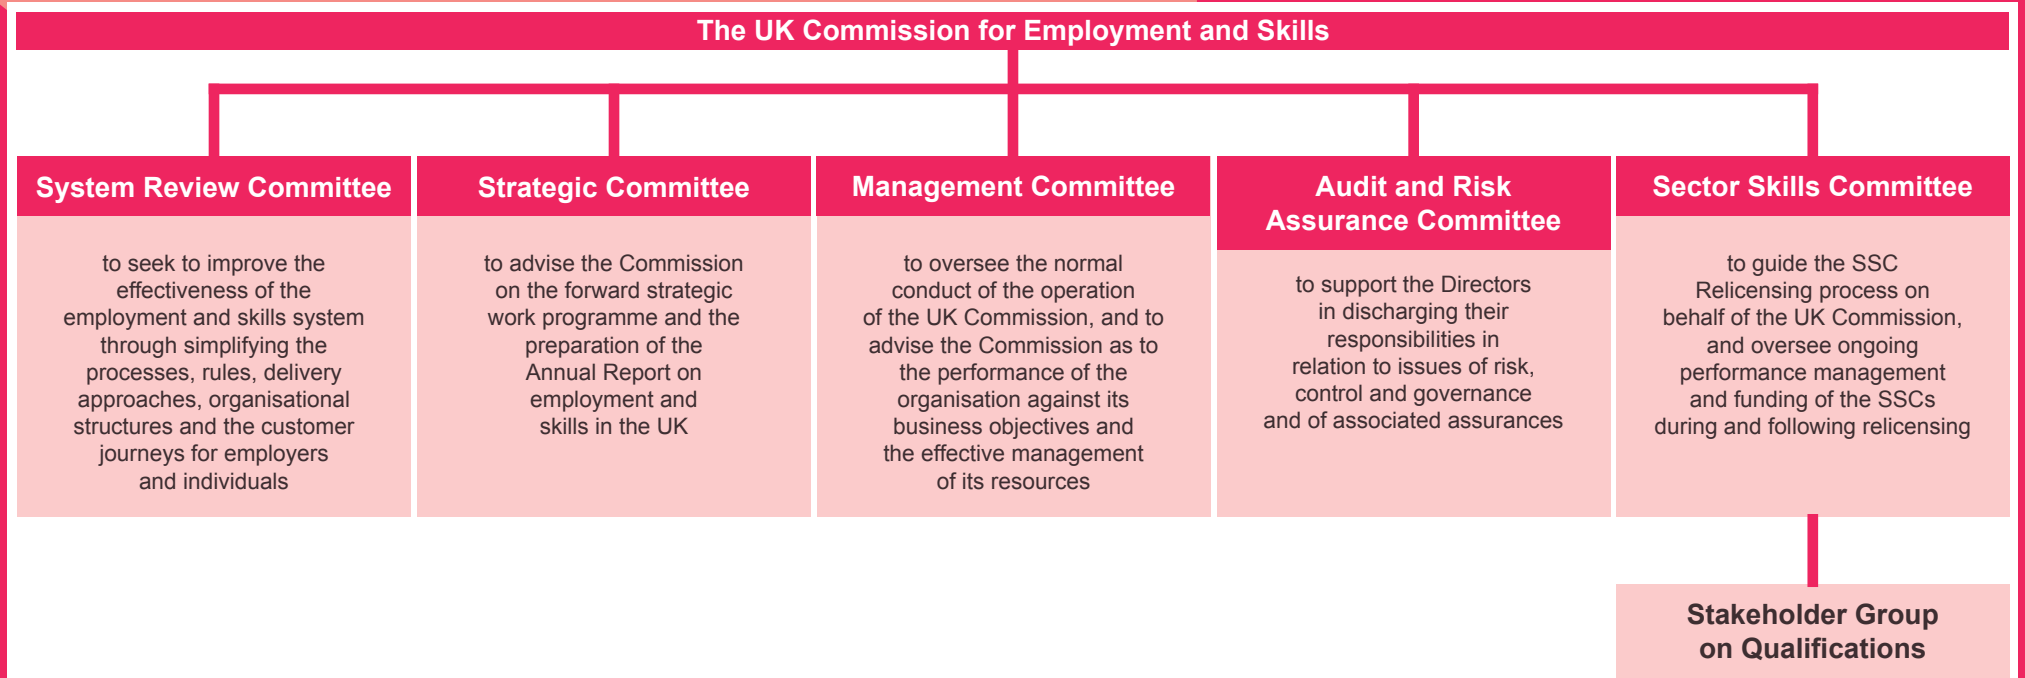 The UK Commission for Employment and Skills
System Review Committee
to seek to improve the
effectiveness of the
employment and skills system
through simplifying the
processes, rules, delivery
approaches, organisational
structures and the customer
journeys for employers
and individuals
Strategic Committee
to advise the Commission
on the forward strategic
work programme and the
preparation of the
Annual Report on
employment and
skills in the UK
Management Committee
to oversee the normal
conduct of the operation
of the UK Commission, and to
advise the Commission as to
the performance of the
organisation against its
business objectives and
the effective management
of its resources
Audit and Risk
Assurance Committee
to support the Directors
in discharging their
responsibilities in
relation to issues of risk,
control and governance
and of associated assurances
Sector Skills Committee
to guide the SSC
Relicensing process on
behalf of the UK Commission,
and oversee ongoing
performance management
and funding of the SSCs
during and following relicensing
Stakeholder Group
on Qualifications